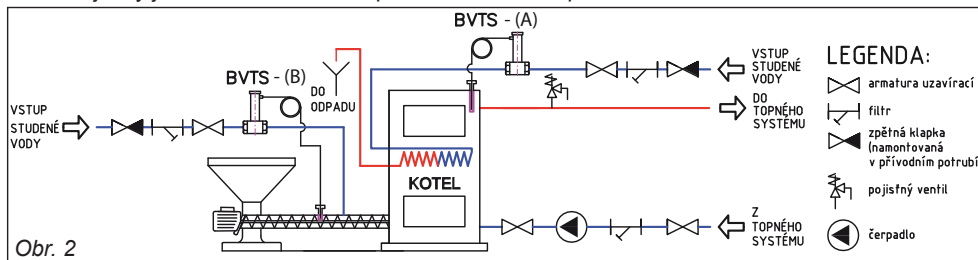 BVTS - (A)
BVTS - (B)
DO
ODPADU
VSTUP
STUDENÉ
VODY
VSTUP
STUDENÉ
VODY
DO
TOPNÉHO
SYSTÉMU
KOTEL
Z
TOPNÉHO
SYSTÉMU
LEGENDA:
armatura uzavírací
filtr
zpětná klapka
(namontovaná
v přívodním potrubí
pojistný ventil
čerpadlo
Obr. 2